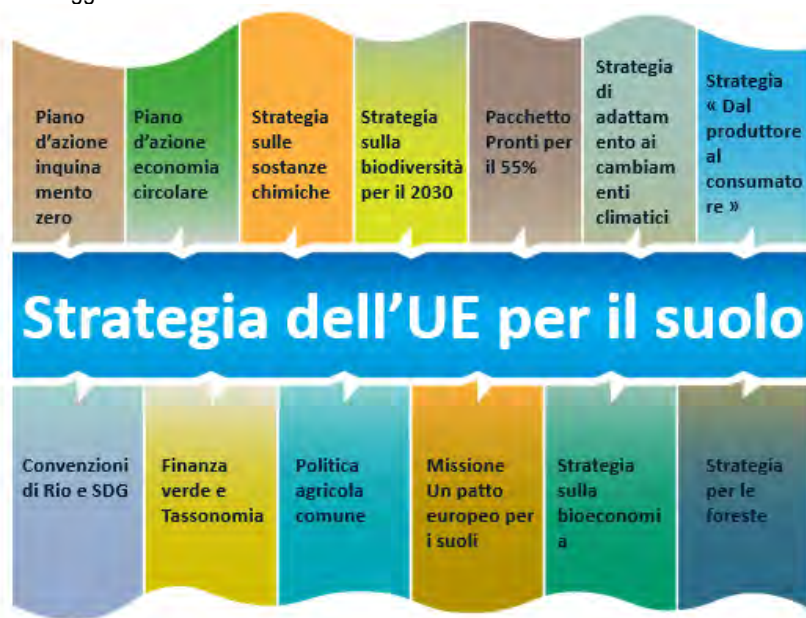 Piano
d'azione
inquina
mento
zero
Piano
d'azione
economia
circolare
Strategia
sulle
sostanze
chimiche
Strategia
sulla
biodiversità
per il 2030
Pacchetto
Pronti per
il 55%
Strategia
di
adattam
ento ai
cambiam
enti
climatici
Strategia
« Dal
produttore
al
consumato
re »
Strategia dell'UE per il suolo
Convenzioni
di Rio e SDG
Finanza
verde e
Tassonomia
Politica
agricola
comune
Missione
Un patto
europeo per
i suoli
Strategia
sulla
bioeconomi
a
Strategia
per le
foreste